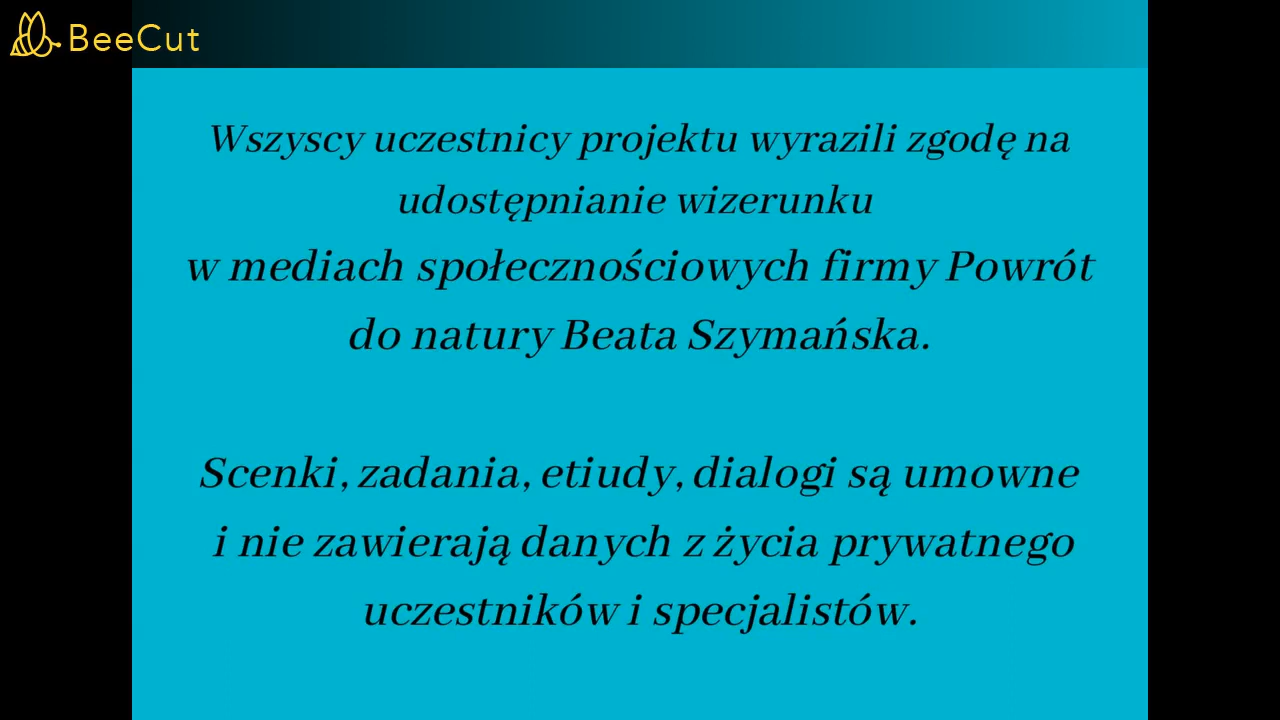 BeeCut
Wszyscy uczestnicy projektu wyrazili zgodę na
udostępnianie wizerunku
w mediach społecznościowych firmy Powrót
do natury Beata Szymańska.
Scenki, zadania, etiudy, dialogi są umowne
i nie zawierają danych z życia prywatnego
uczestników i specjalistów.